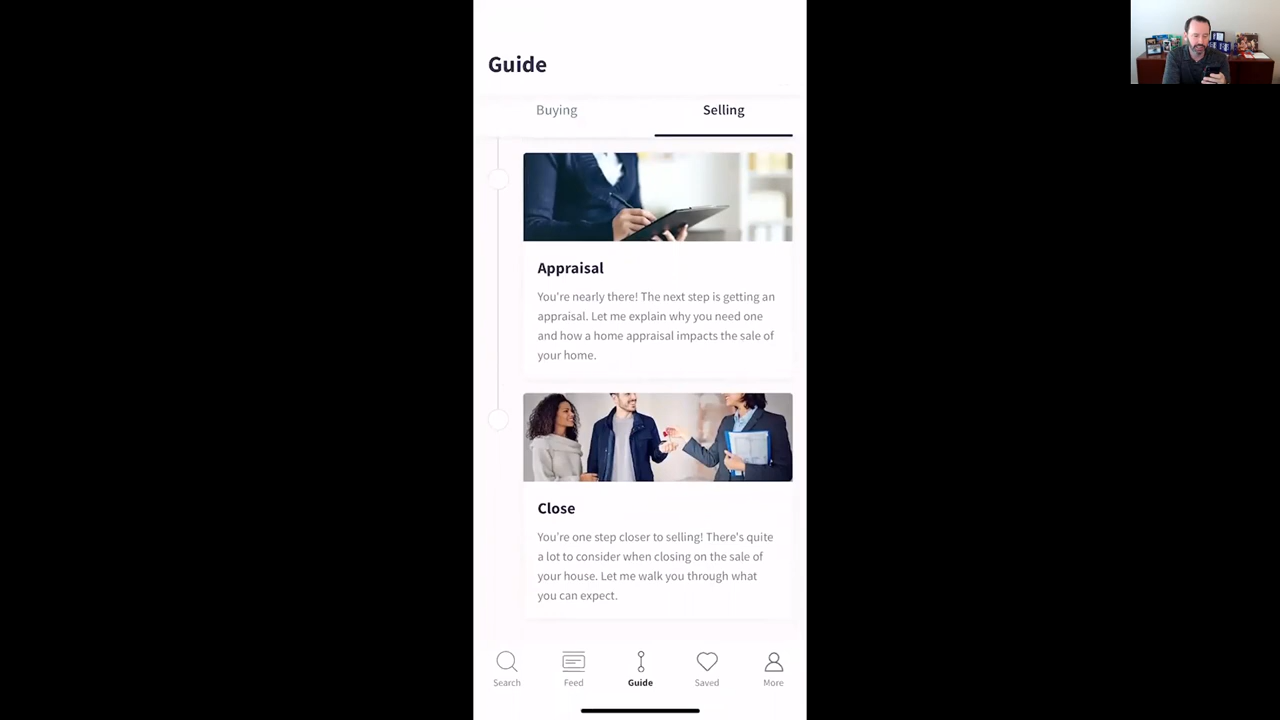 Guide
Buying
Selling
Appraisal
You're nearly there! The next step is getting an
appraisal. Let me explain why you need one
and how a home appraisal impacts the sale of
your home.
Close
You're one step closer to selling! There's quite
a lot to consider when closing on the sale of
your house. Let me walk you through what
you can expect.
Search
Feed
Guide
Saved
More